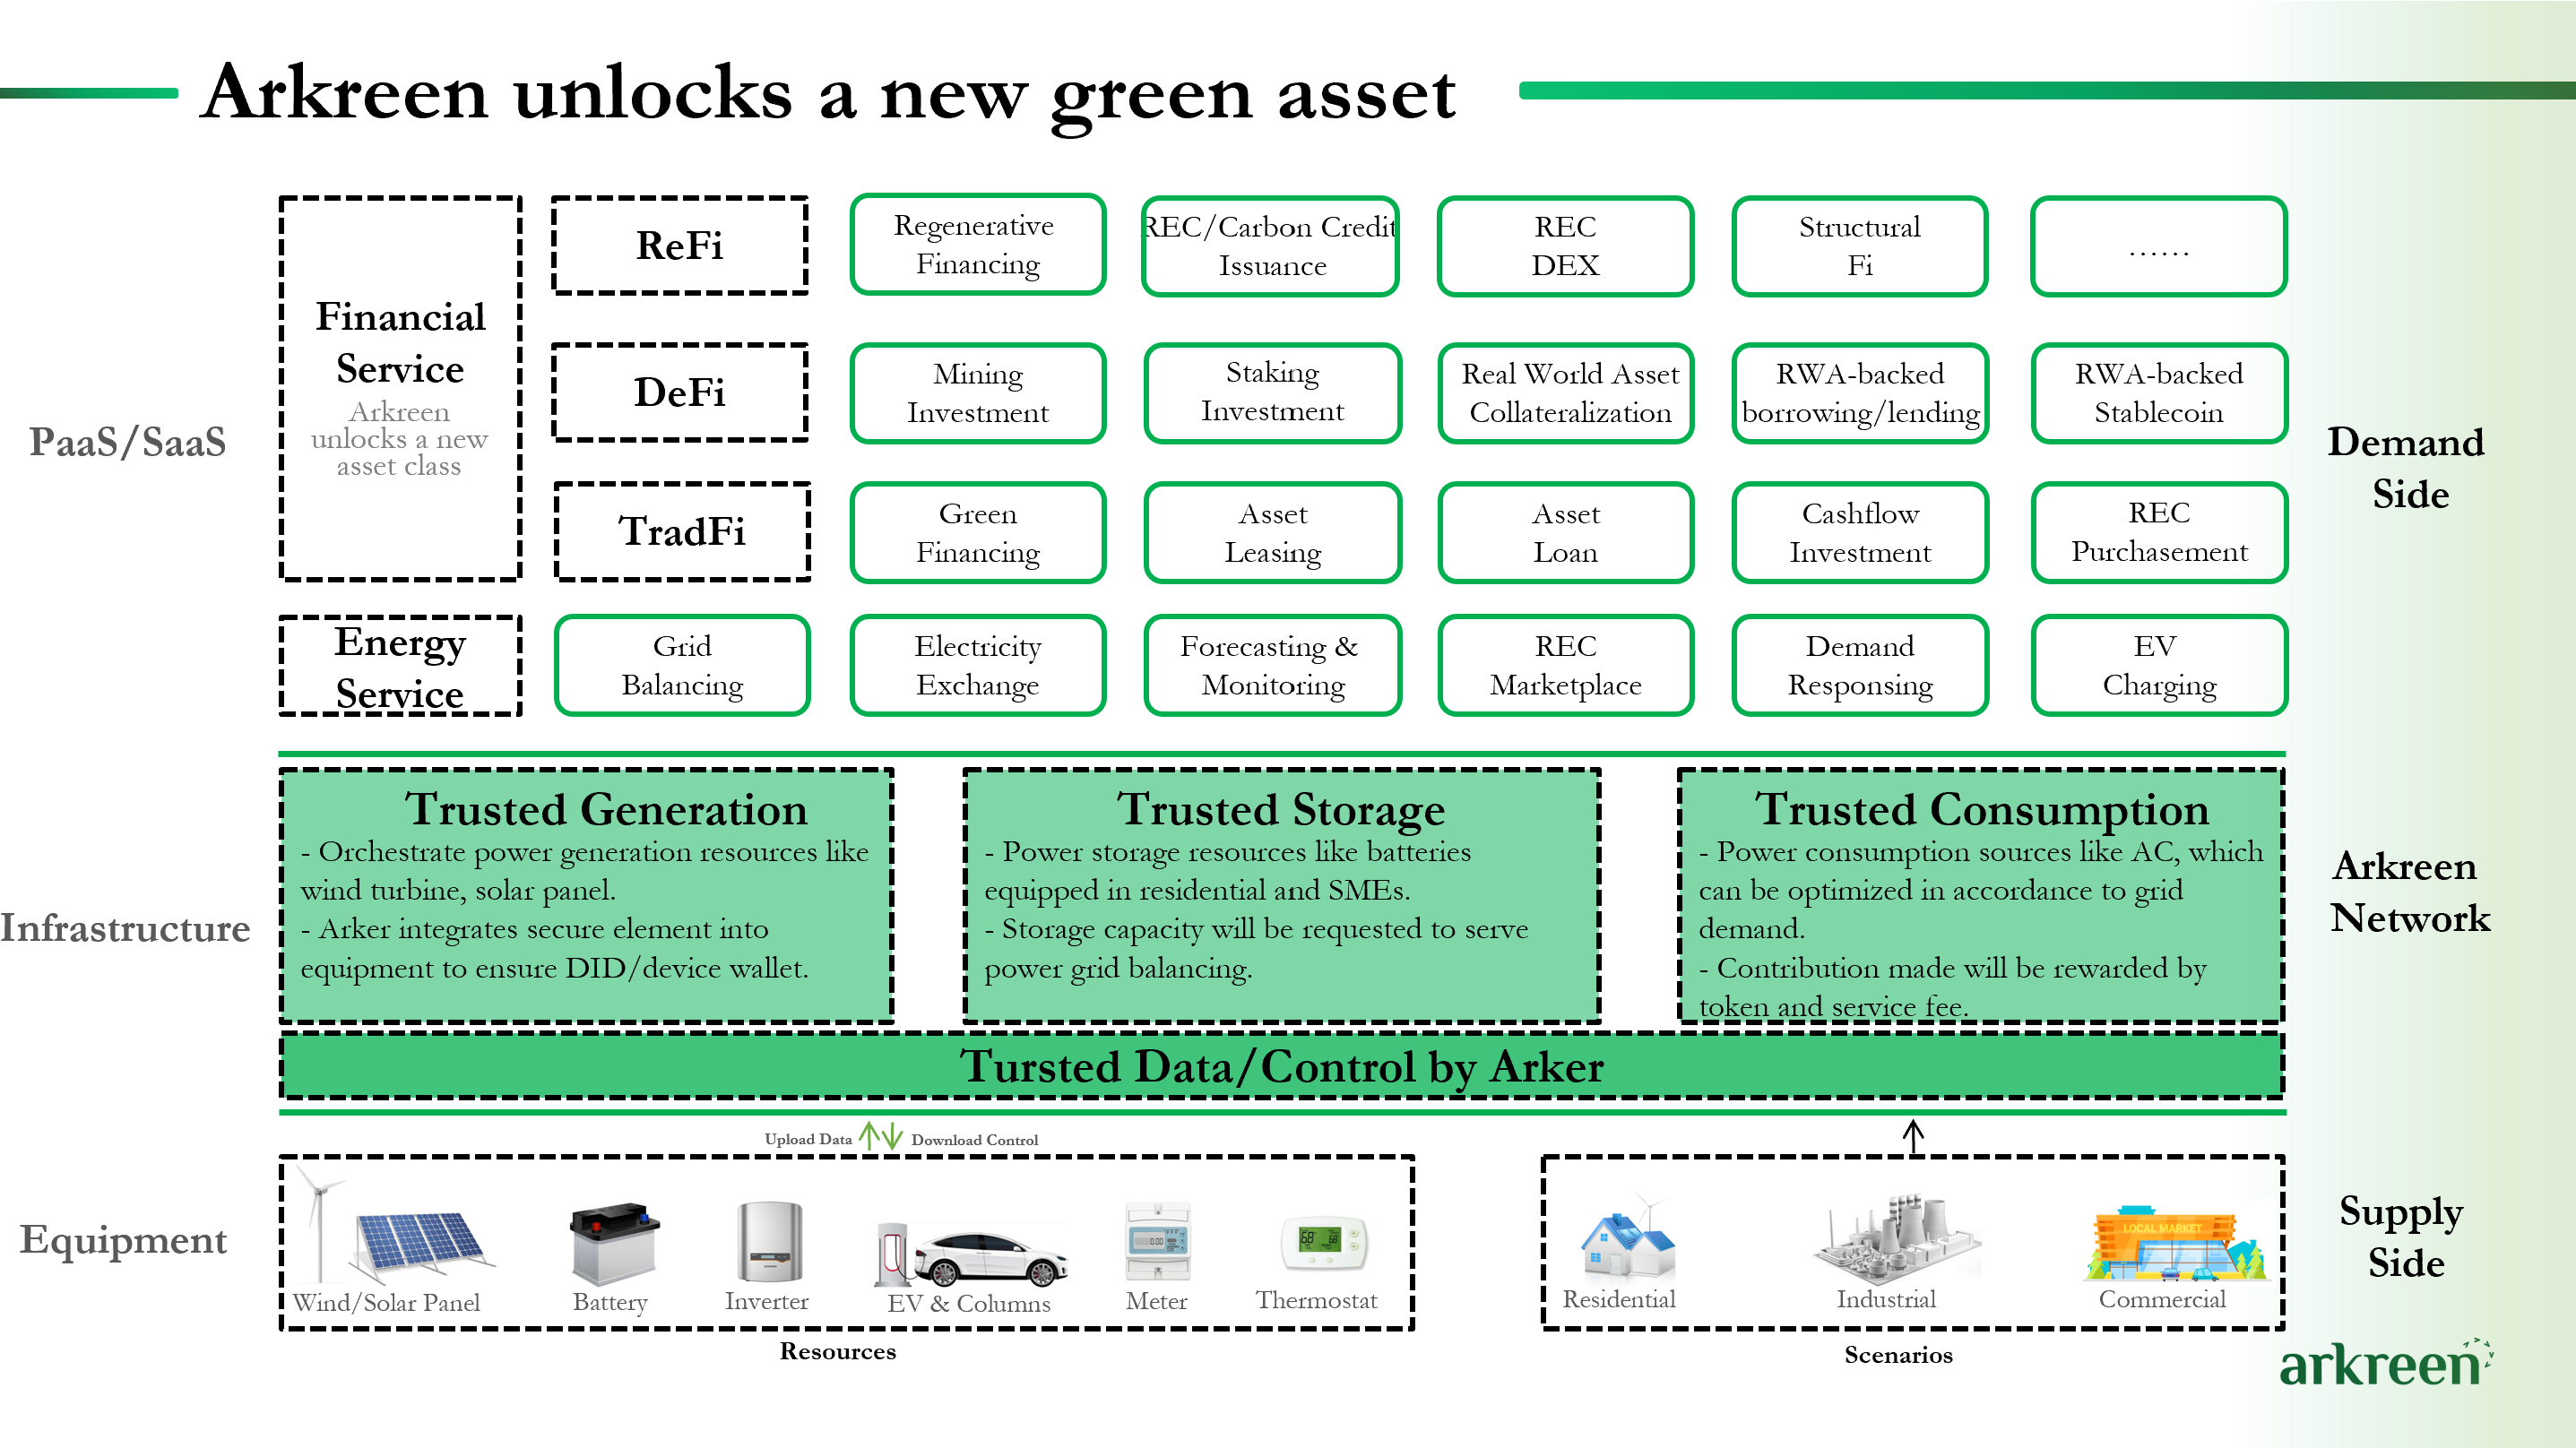 Arkreen unlocks a new green asset
PaaS/SaaS
Financial
Service
Arkreen
unlocks a new
asset class
ReFi
Regenerative
Financing
REC/Carbon Credit
Issuance
REC
DEX
Structural
Fi
......
DeFi
Mining
Investment
Staking
Investment
Real World Asset
Collateralization
RWA-backed
borrowing/lending
RWA-backed
Stablecoin
TradFi
Green
Financing
Asset
Leasing
Asset
Loan
Cashflow
Investment
REC
Purchasement
Demand
Side
Energy
Service
Grid
Balancing
Electricity
Exchange
Forecasting &
Monitoring
REC
Marketplace
Demand
Responsing
EV
Charging
Infrastructure
Trusted Generation
- Orchestrate power generation resources like
wind turbine, solar panel.
- Arker integrates secure element into
equipment to ensure DID/device wallet.
Trusted Storage
- Power storage resources like batteries
equipped in residential and SMEs.
- Storage capacity will be requested to serve
power grid balancing.
Trusted Consumption
- Power consumption sources like AC, which
can be optimized in accordance to grid
demand.
- Contribution made will be rewarded by
token and service fee.
Arkreen
Network
Tursted Data/Control by Arker
Upload Data
Download Control
Equipment
Wind/Solar Panel
Battery
Inverter
EV & Columns
0.00
Meter
68
68
Thermostat
Resources
Residential
Industrial
LOCAL MARKET
Commercial
Scenarios
Supply
Side
arkreen